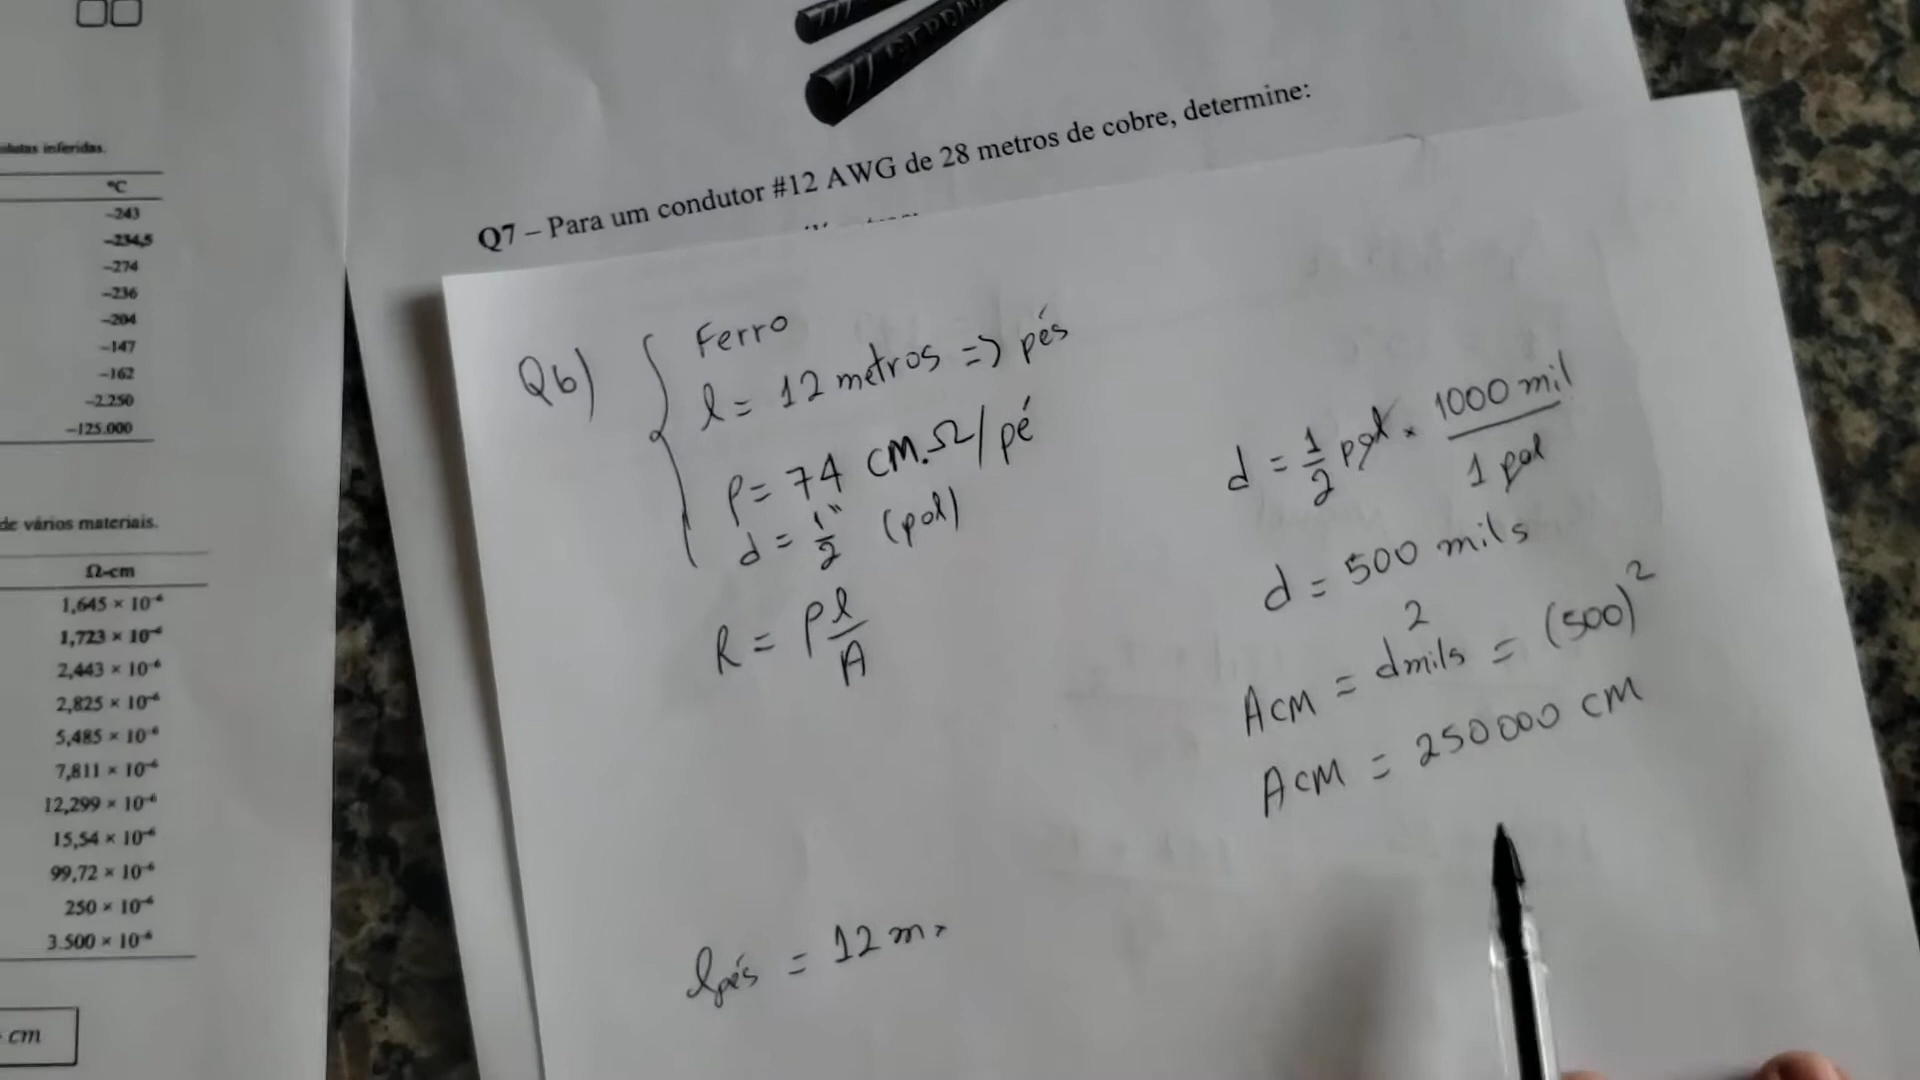 olutas inferidas.
°C
–243
–234,5
–274
–236
–204
–147
–162
–2.250
–125.000
de vários materiais.
Ω-cm
1,645 × 10⁻⁶
1,723 × 10⁻⁶
2,443 × 10⁻⁶
2,825 × 10⁻⁶
5,485 × 10⁻⁶
7,811 × 10⁻⁶
12,299 × 10⁻⁶
15,54 × 10⁻⁶
99,72 × 10⁻⁶
250 × 10⁻⁶
3.500 × 10⁻⁶
cm
Q7 – Para um condutor #12 AWG de 28 metros de cobre, determine:
Q6) { Ferro
l = 12 metros => pés
ρ = 74 CM.Ω/pé
d = 1/2" (pol)
R = ρ l/A
lpés = 12 m ×
d = 1/2 pol × 1000 mil / 1 pol
d = 500 mils
ACM = d²mils = (500)²
ACM = 250000 CM